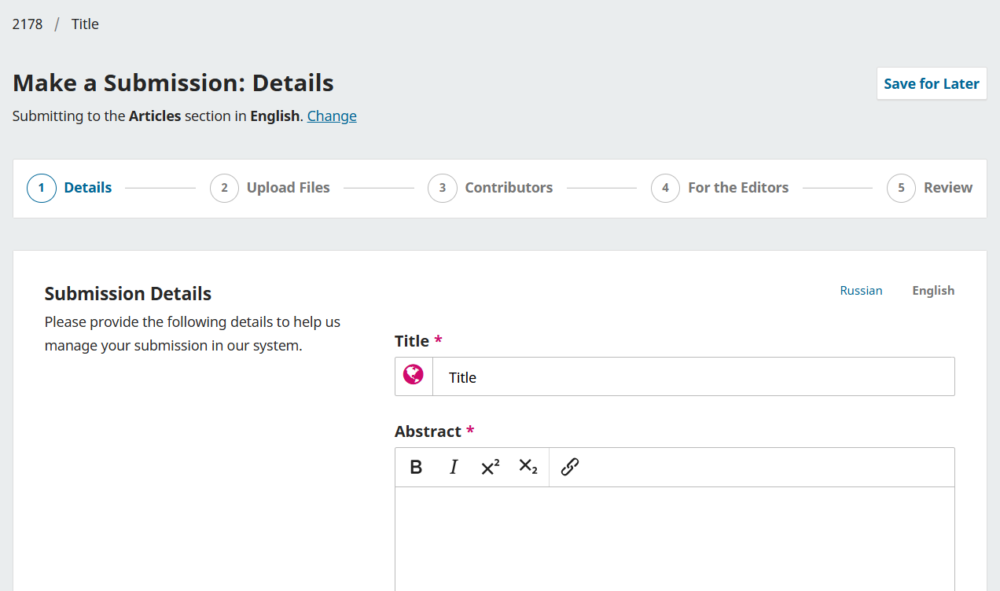 2178 / Title
Make a Submission: Details
Save for Later
Submitting to the Articles section in English. Change
1 Details 2 Upload Files 3 Contributors 4 For the Editors 5 Review
Submission Details
Russian English
Please provide the following details to help us
manage your submission in our system.
Title *
Title
Abstract *
B I X² X₂